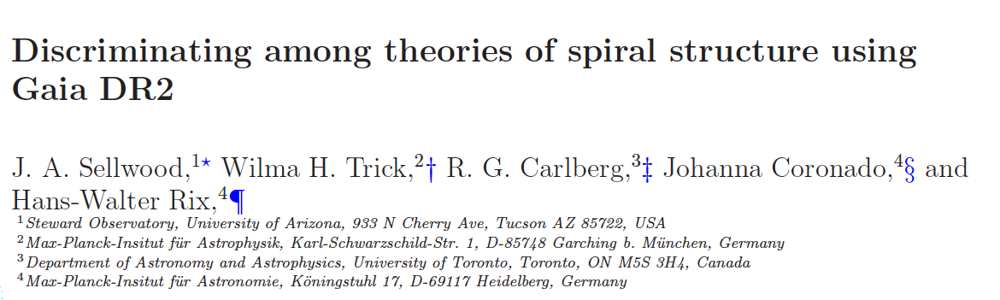 Discriminating among theories of spiral structure using
Gaia DR2
J. A. Sellwood,¹⋆ Wilma H. Trick,²† R. G. Carlberg,³‡ Johanna Coronado,⁴§ and
Hans-Walter Rix,⁴¶
¹Steward Observatory, University of Arizona, 933 N Cherry Ave, Tucson AZ 85722, USA
²Max-Planck-Insitut für Astrophysik, Karl-Schwarzschild-Str. 1, D-85748 Garching b. München, Germany
³Department of Astronomy and Astrophysics, University of Toronto, Toronto, ON M5S 3H4, Canada
⁴Max-Planck-Insitut für Astronomie, Köningstuhl 17, D-69117 Heidelberg, Germany